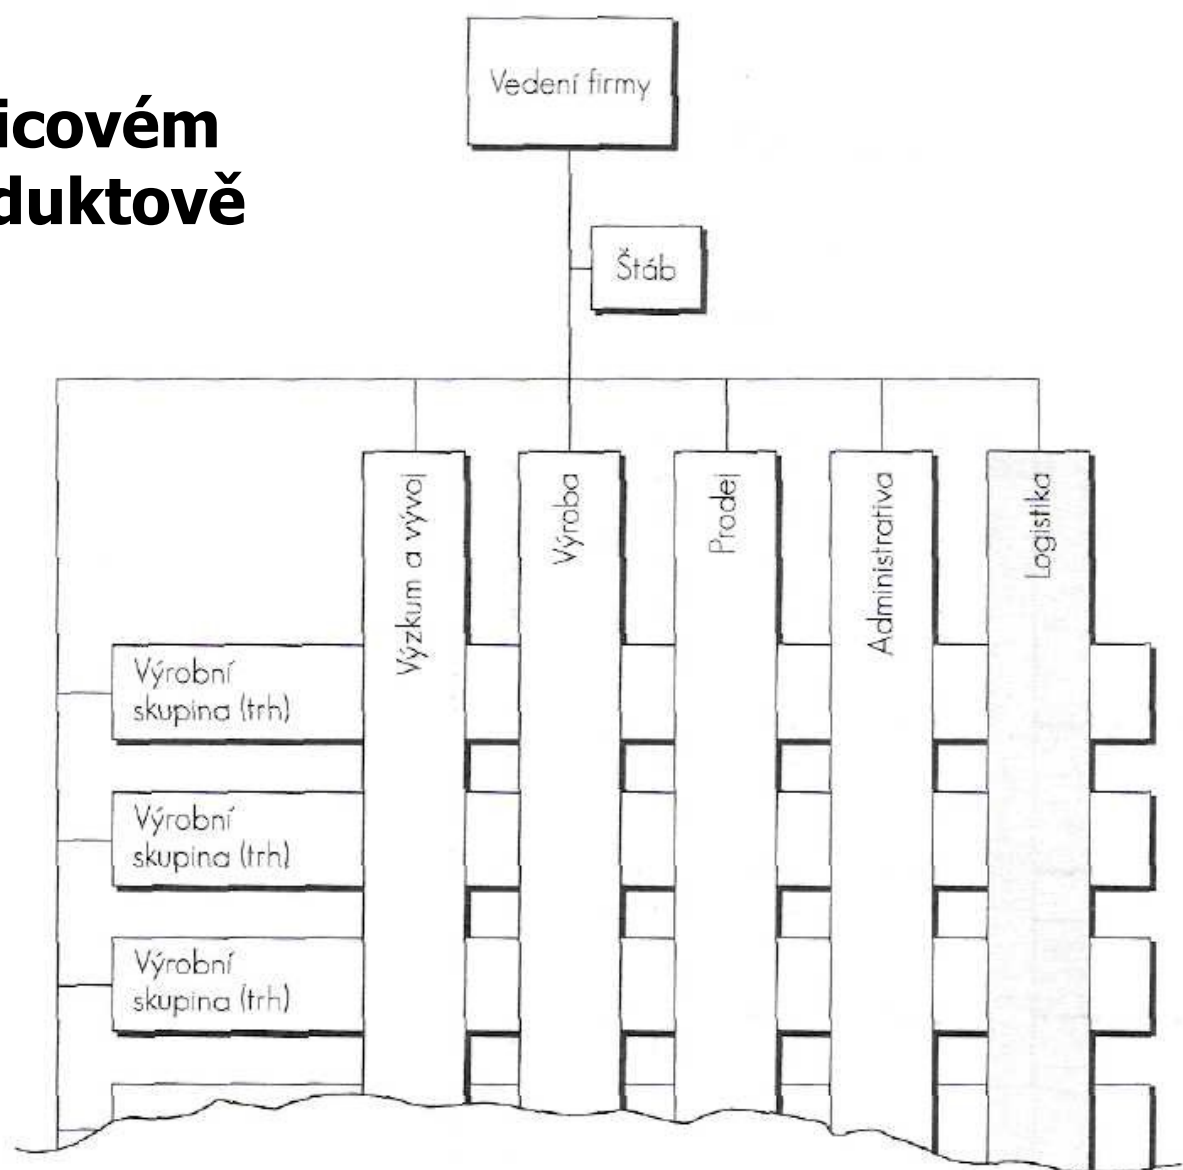 icovém
duktově
Vedení firmy
Štáb
Výzkum a vývoj
Výroba
Prodej
Administrativa
Logistika
Výrobní
skupina (trh)
Výrobní
skupina (trh)
Výrobní
skupina (trh)